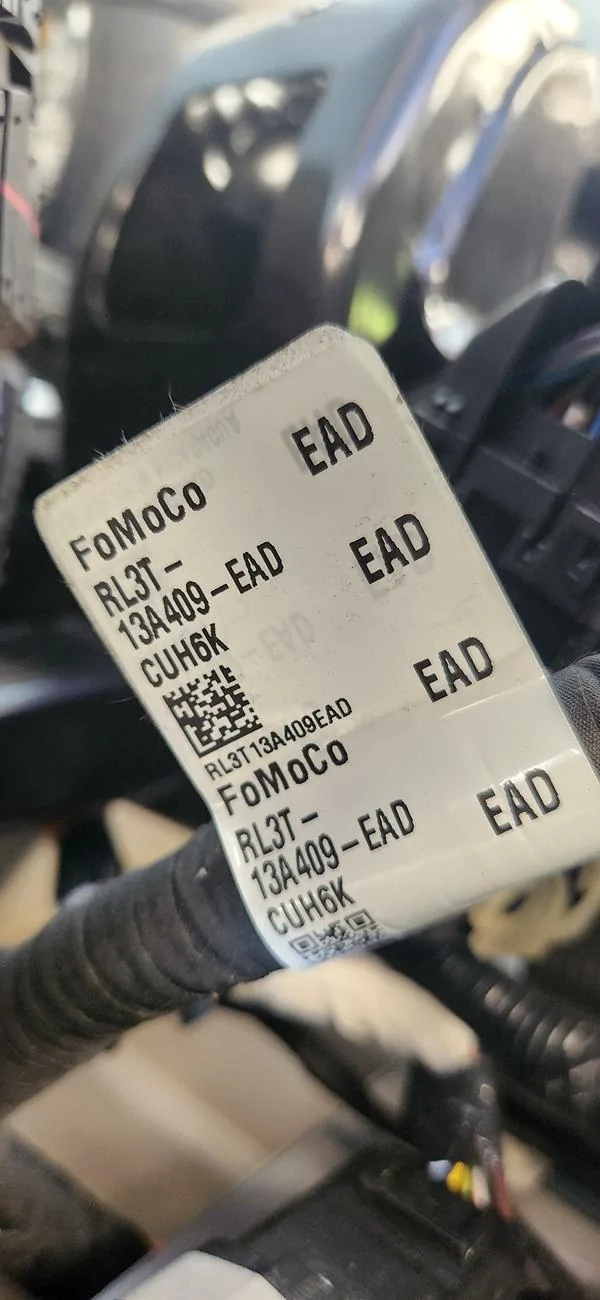 EAD
FoMoCo
RL3T-
13A409-EAD
EAD
CUH6K
RL3T13A409EAD
EAD
FoMoCo
RL3T-
13A409-EAD
EAD
CUH6K